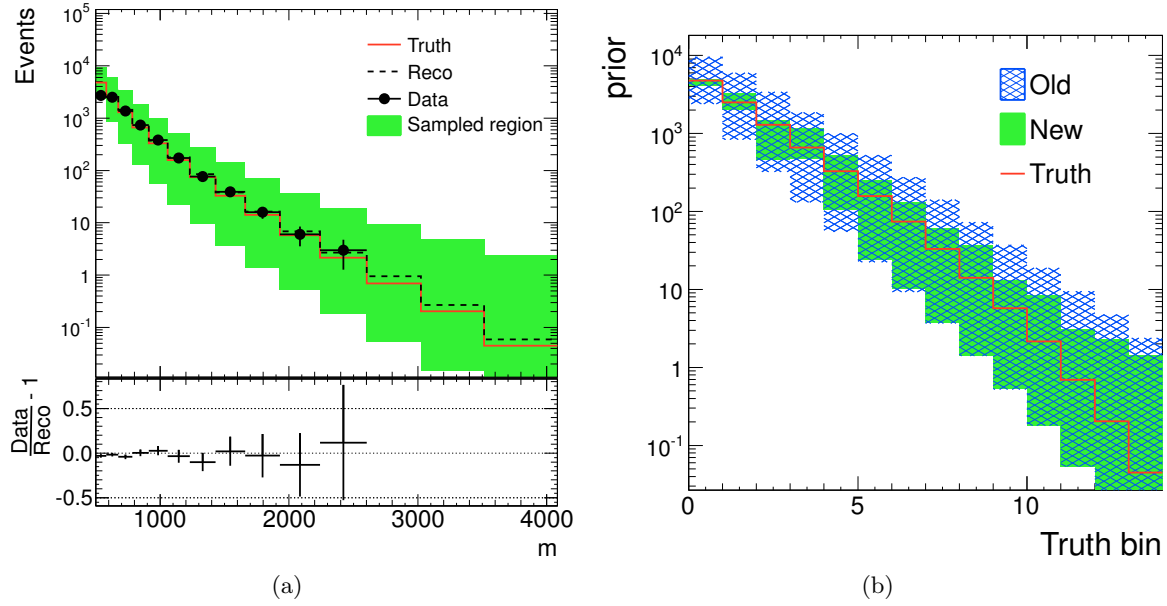 Events
10^5
10^4
10^3
10^2
10
1
10^-1
Truth
Reco
Data
Sampled region
Data
Reco
- 1
0.5
0.0
-0.5
1000 2000 3000 4000
m
(a)
prior
10^4
10^3
10^2
10
1
10^-1
Old
New
Truth
0 5 10
Truth bin
(b)